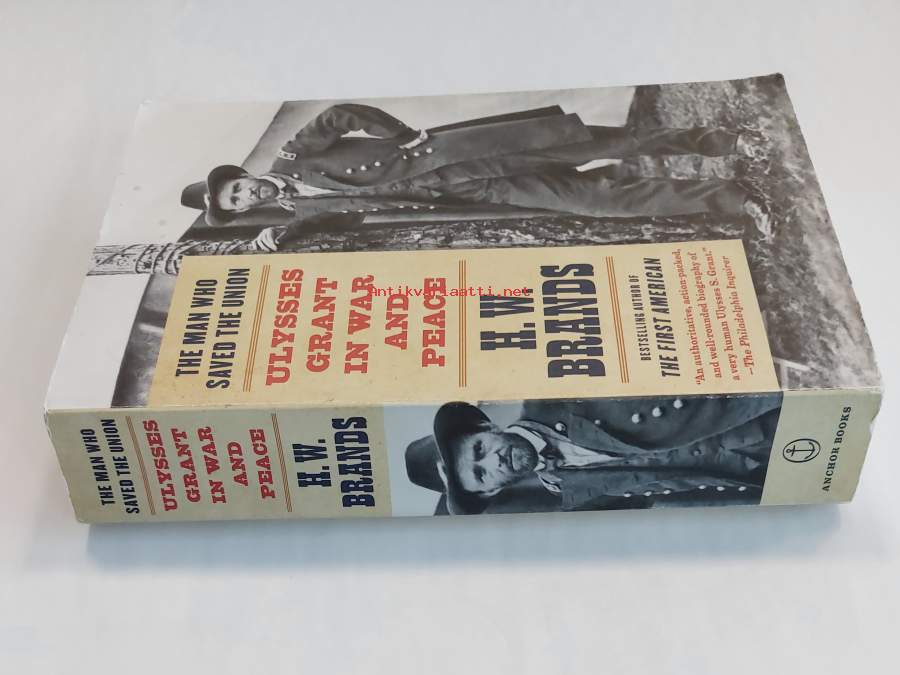 THE MAN WHO
SAVED THE UNION
ULYSSES
GRANT
IN WAR
AND
PEACE
H. W.
BRANDS
BESTSELLING AUTHOR OF
THE FIRST AMERICAN
"An authoritative, action-packed,
and well-rounded biography of
a very human Ulysses S. Grant."
—The Philadelphia Inquirer
Antikvariaatti.net
THE MAN WHO
SAVED THE UNION
ULYSSES
GRANT
IN WAR
AND
PEACE
H. W.
BRANDS
ANCHOR BOOKS